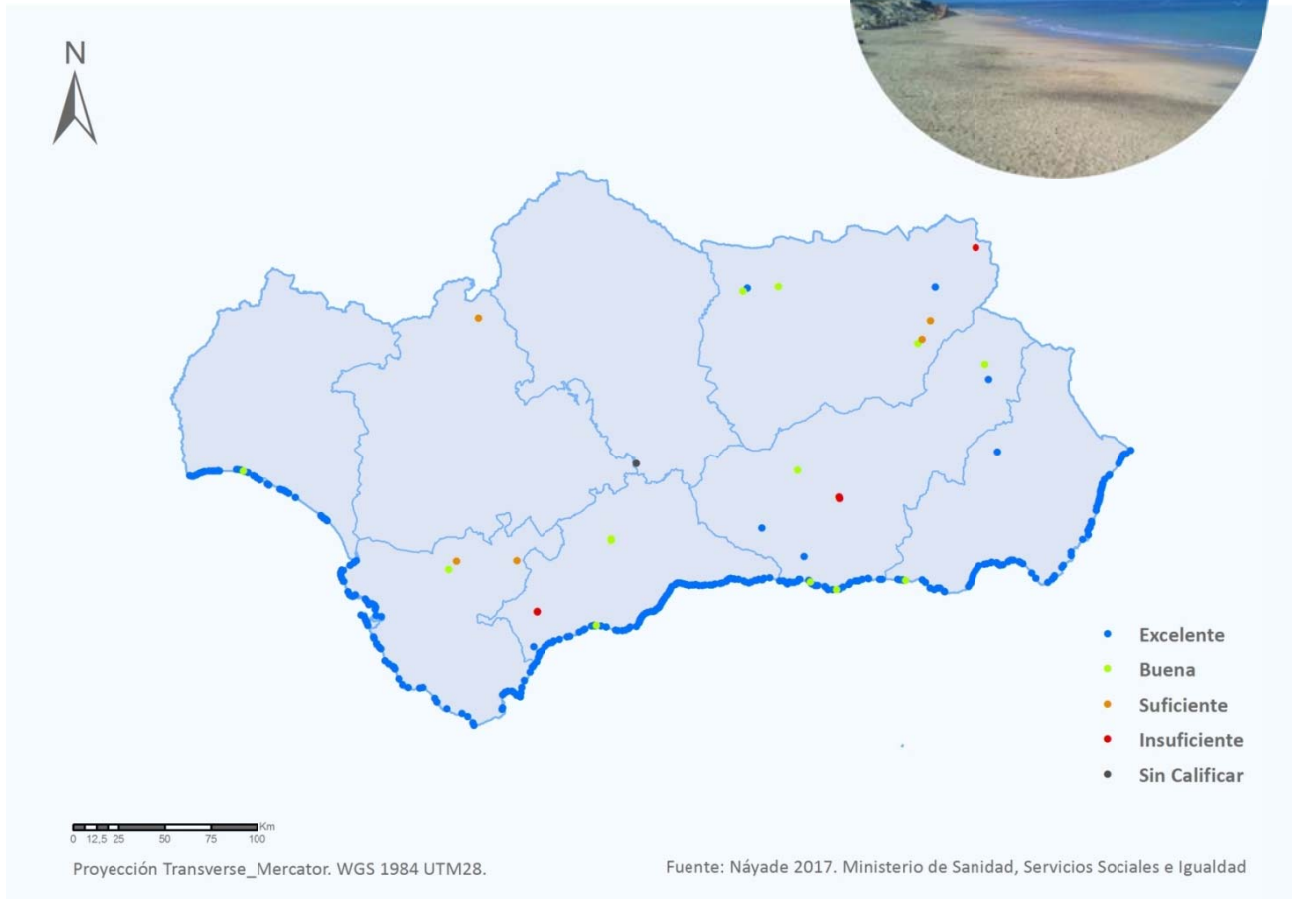 N
Excelente
Buena
Suficiente
Insuficiente
Sin Calificar
Km
0 12,5 25 50 75 100
Proyección Transverse_Mercator. WGS 1984 UTM28.
Fuente: Náyade 2017. Ministerio de Sanidad, Servicios Sociales e Igualdad